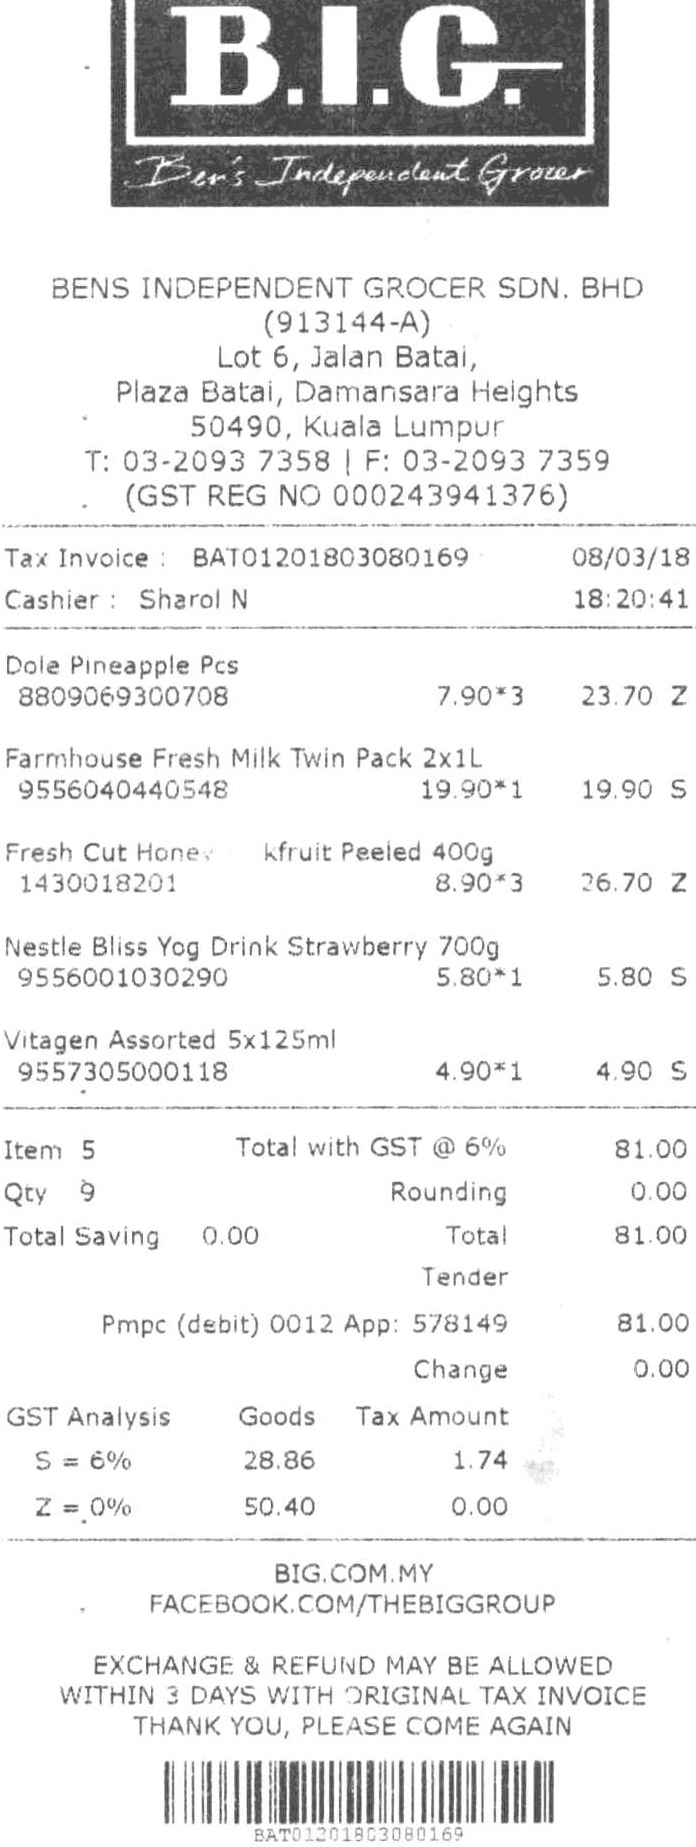 B.I.G.
Ben's Independent Grocer
BENS INDEPENDENT GROCER SDN. BHD
(913144-A)
Lot 6, Jalan Batai,
Plaza Batai, Damansara Heights
50490, Kuala Lumpur
T: 03-2093 7358 | F: 03-2093 7359
(GST REG NO 000243941376)
Tax Invoice : BAT01201803080169 08/03/18
Cashier : Sharol N 18:20:41
Dole Pineapple Pcs
8809069300708 7.90*3 23.70 Z
Farmhouse Fresh Milk Twin Pack 2x1L
9556040440548 19.90*1 19.90 S
Fresh Cut Honey kfruit Peeled 400g
1430018201 8.90*3 26.70 Z
Nestle Bliss Yog Drink Strawberry 700g
9556001030290 5.80*1 5.80 S
Vitagen Assorted 5x125ml
9557305000118 4.90*1 4.90 S
Item 5 Total with GST @ 6% 81.00
Qty 9 Rounding 0.00
Total Saving 0.00 Total 81.00
Tender
Pmpc (debit) 0012 App: 578149 81.00
Change 0.00
GST Analysis Goods Tax Amount
S = 6% 28.86 1.74
Z = 0% 50.40 0.00
BIG.COM.MY
FACEBOOK.COM/THEBIGGROUP
EXCHANGE & REFUND MAY BE ALLOWED
WITHIN 3 DAYS WITH ORIGINAL TAX INVOICE
THANK YOU, PLEASE COME AGAIN
BAT01201803080169